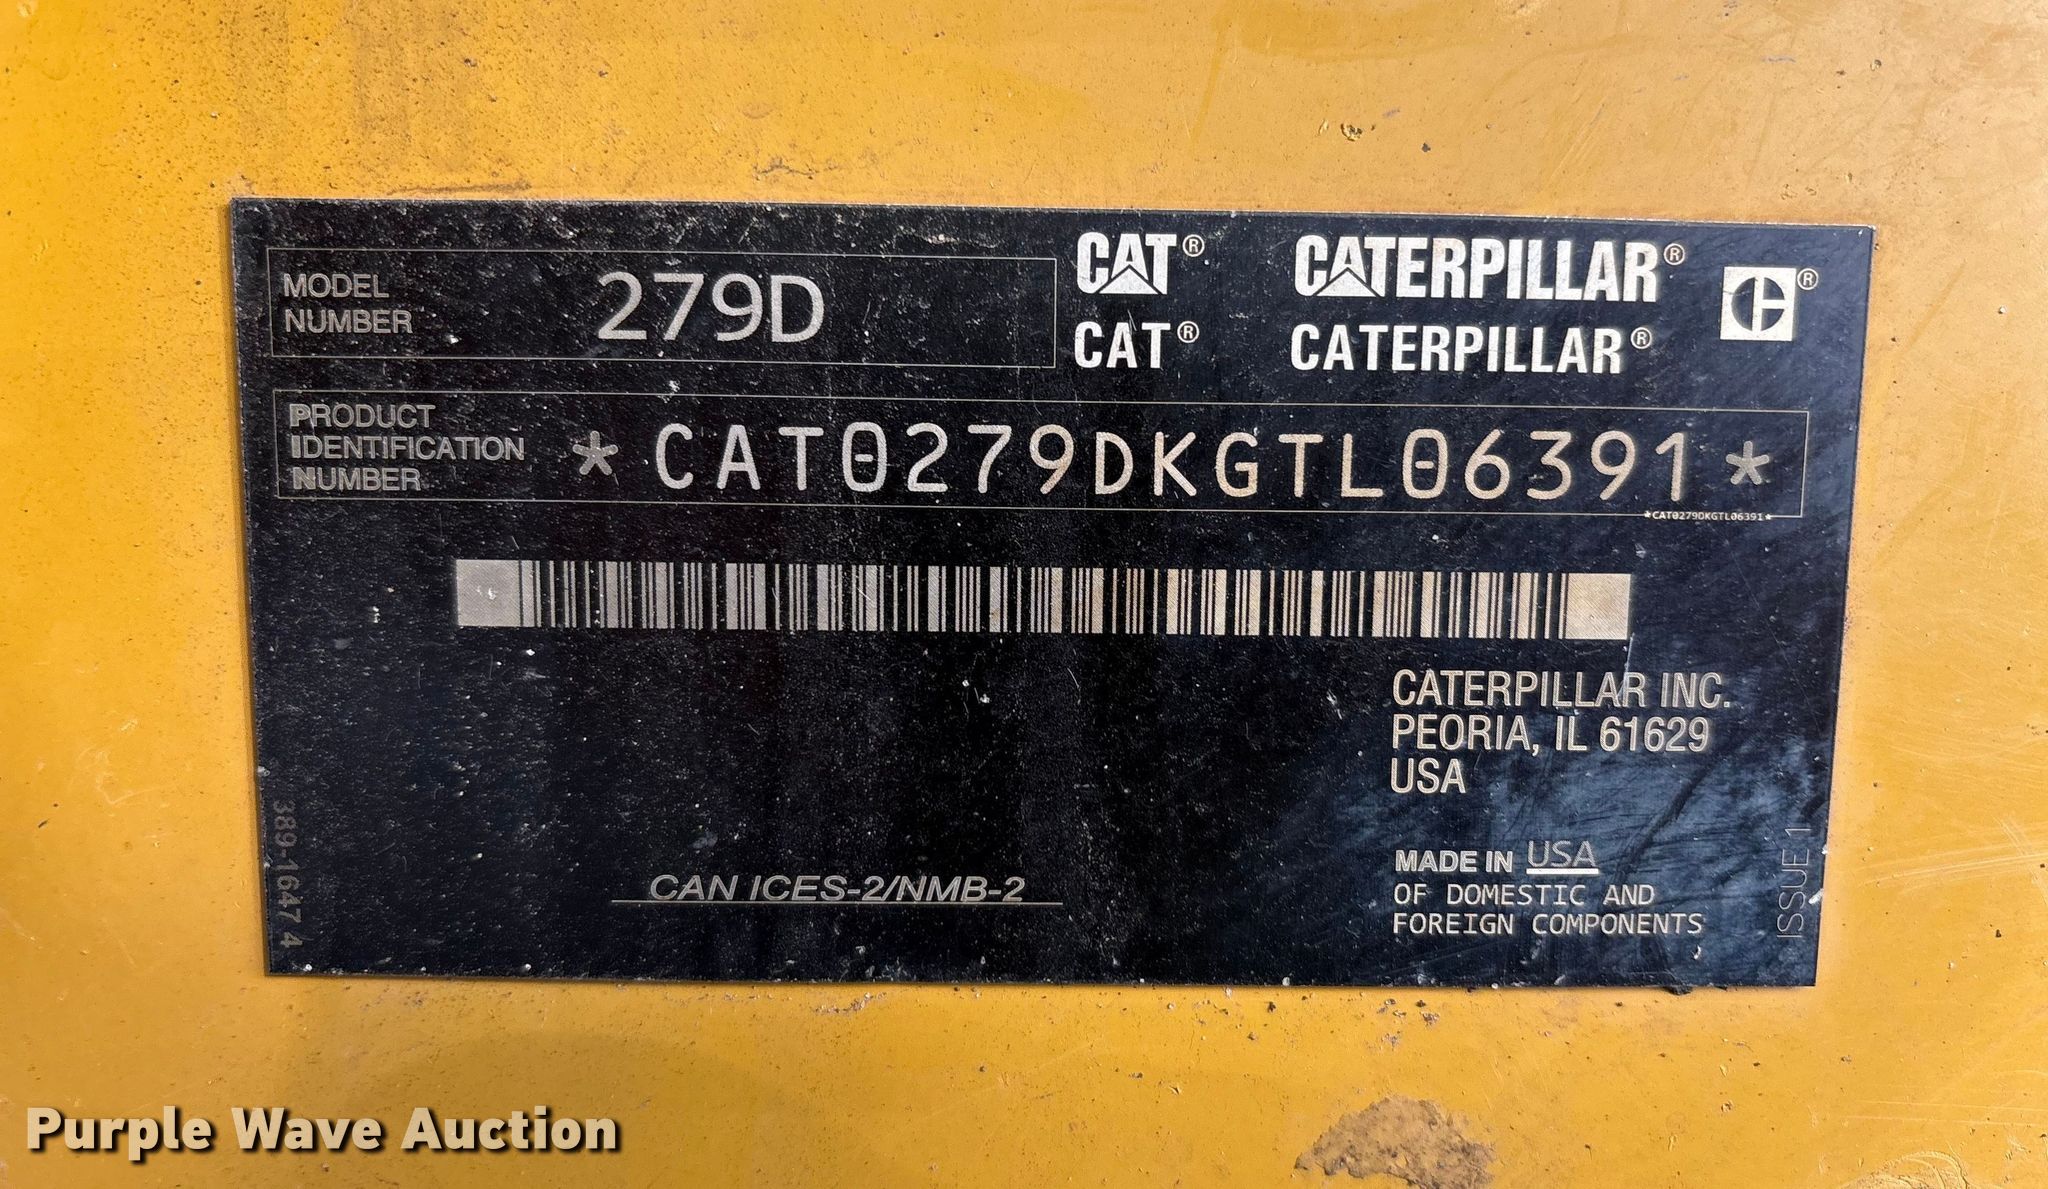 MODEL
NUMBER
279D
CAT® CATERPILLAR®
CAT® CATERPILLAR®
PRODUCT
IDENTIFICATION
NUMBER
*CAT0279DKGTL06391*
*CAT0279DKGTL06391*
CATERPILLAR INC.
PEORIA, IL 61629
USA
MADE IN USA
OF DOMESTIC AND
FOREIGN COMPONENTS
CAN ICES-2/NMB-2
389-1647 4
ISSUE 1
Purple Wave Auction